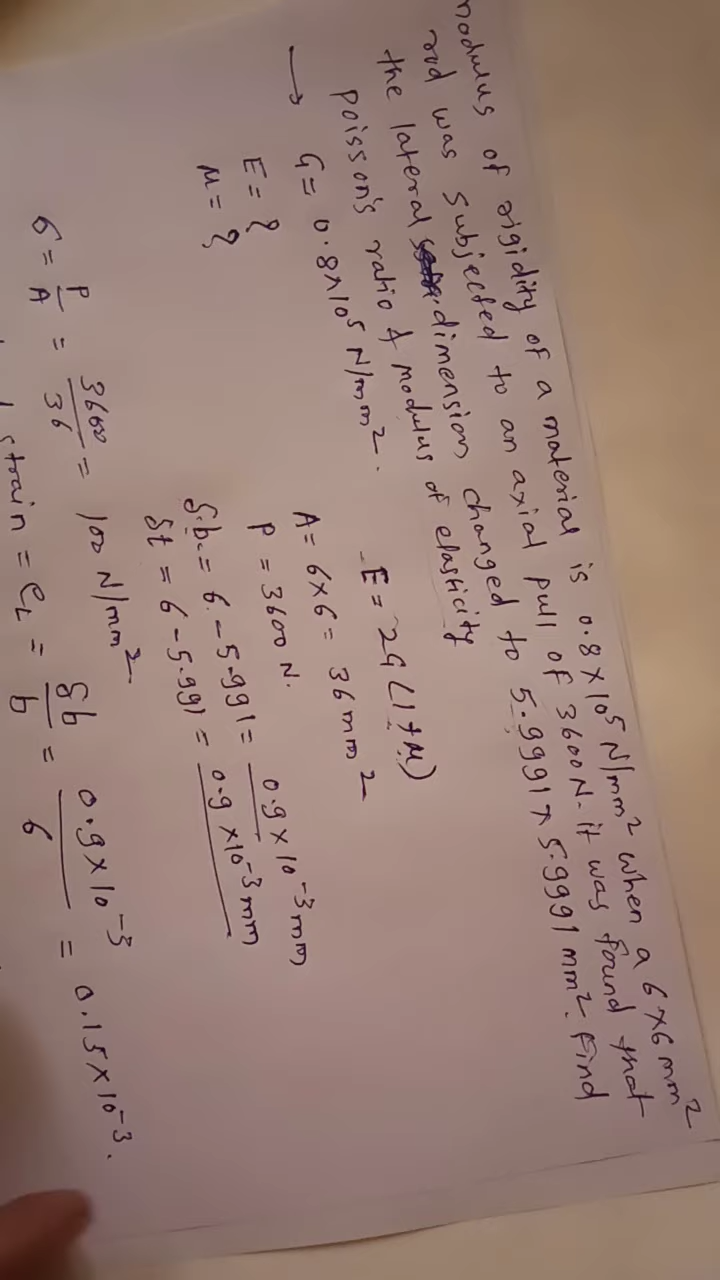 modulus of rigidity of a material is 0.8×10⁵ N/mm² when a 6×6 mm²
rod was subjected to an axial pull of 3600 N. it was found that
the lateral dimension changed to 5.9991 × 5.9991 mm². Find
poisson's ratio & modulus of elasticity
→ G = 0.8×10⁵ N/mm².
E = ?
μ = ?
E = 2G (1+μ)
A = 6×6 = 36 mm²
P = 3600 N.
δb = 6 - 5.991 = 0.9×10⁻³ mm
δt = 6 - 5.991 = 0.9×10⁻³ mm
σ = P/A = 3600/36 = 100 N/mm².
strain = e_L = δb/b = 0.9×10⁻³/6 = 0.15×10⁻³.